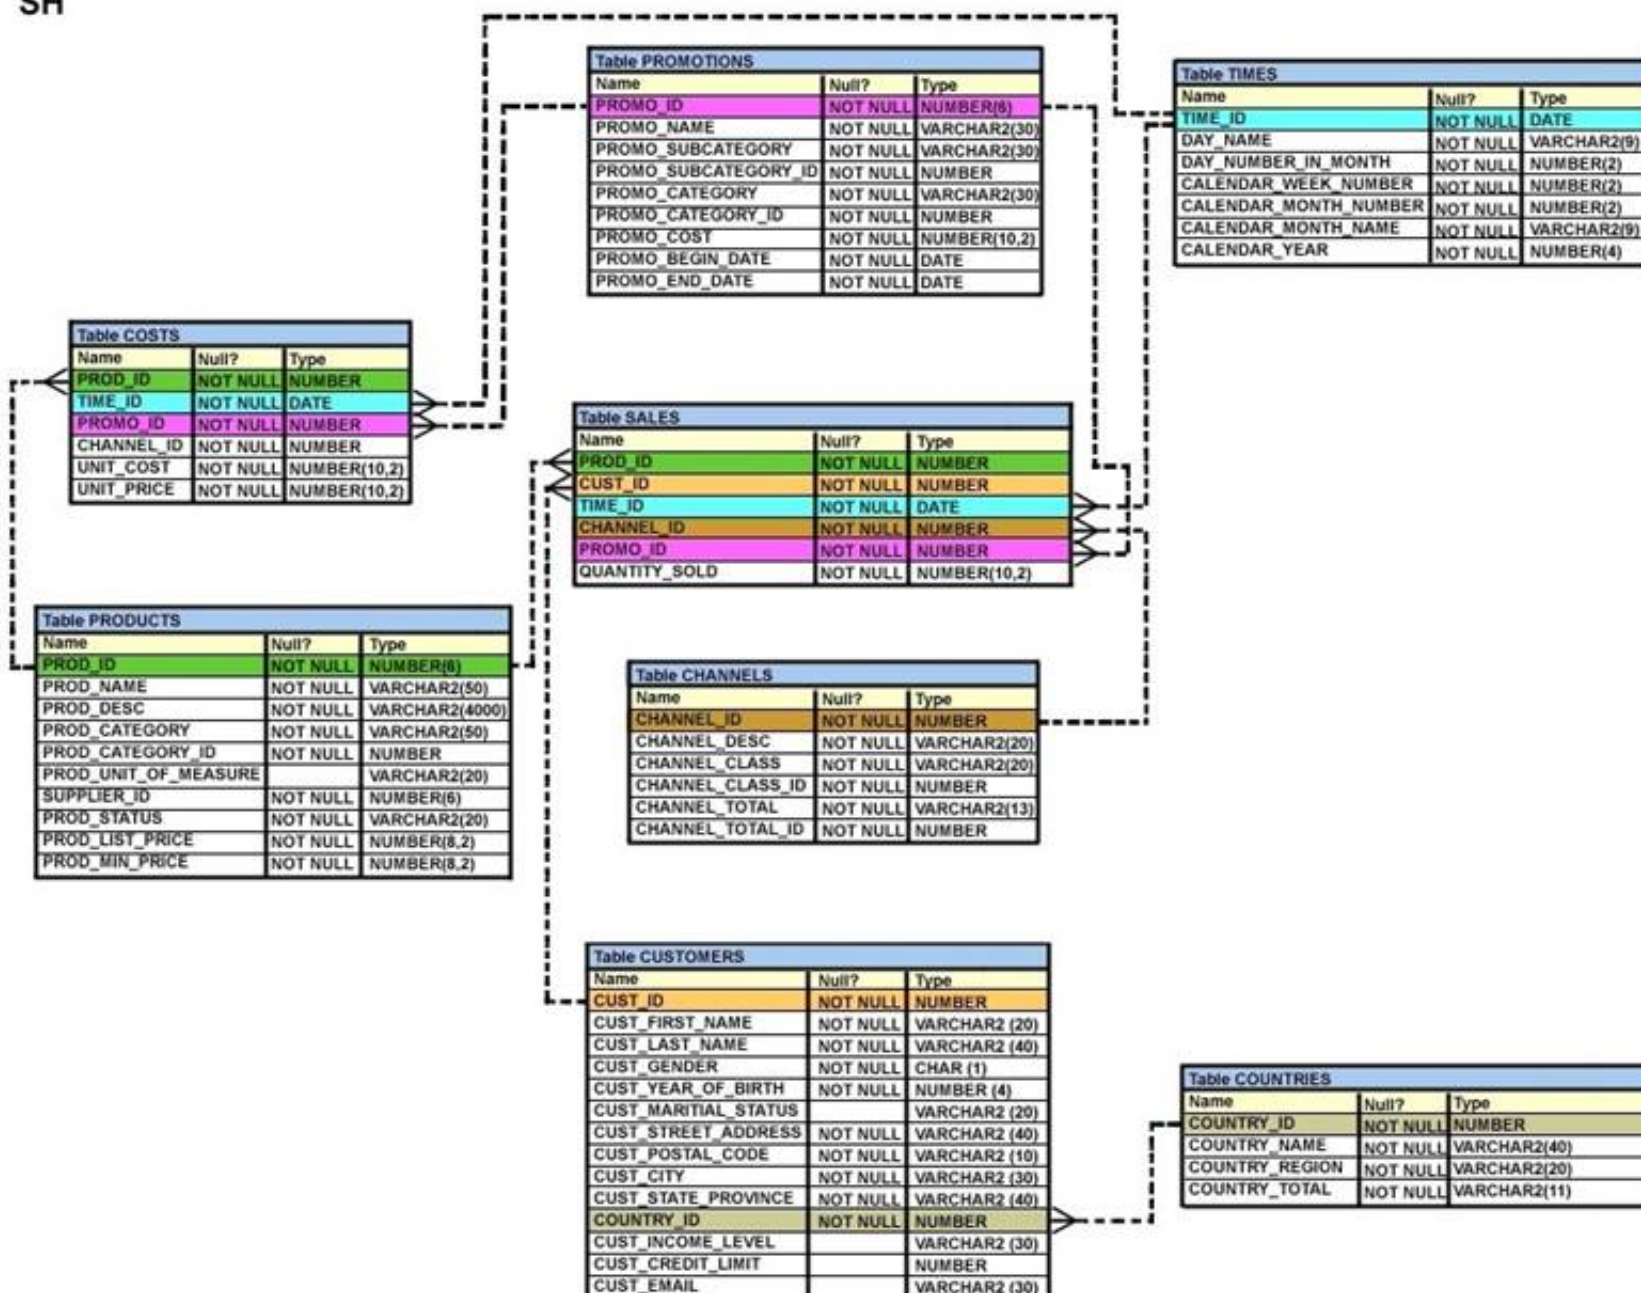 SH
Table PROMOTIONS
Name Null? Type
PROMO_ID NOT NULL NUMBER(6)
PROMO_NAME NOT NULL VARCHAR2(30)
PROMO_SUBCATEGORY NOT NULL VARCHAR2(30)
PROMO_SUBCATEGORY_ID NOT NULL NUMBER
PROMO_CATEGORY NOT NULL VARCHAR2(30)
PROMO_CATEGORY_ID NOT NULL NUMBER
PROMO_COST NOT NULL NUMBER(10,2)
PROMO_BEGIN_DATE NOT NULL DATE
PROMO_END_DATE NOT NULL DATE
Table TIMES
Name Null? Type
TIME_ID NOT NULL DATE
DAY_NAME NOT NULL VARCHAR2(9)
DAY_NUMBER_IN_MONTH NOT NULL NUMBER(2)
CALENDAR_WEEK_NUMBER NOT NULL NUMBER(2)
CALENDAR_MONTH_NUMBER NOT NULL NUMBER(2)
CALENDAR_MONTH_NAME NOT NULL VARCHAR2(9)
CALENDAR_YEAR NOT NULL NUMBER(4)
Table COSTS
Name Null? Type
PROD_ID NOT NULL NUMBER
TIME_ID NOT NULL DATE
PROMO_ID NOT NULL NUMBER
CHANNEL_ID NOT NULL NUMBER
UNIT_COST NOT NULL NUMBER(10,2)
UNIT_PRICE NOT NULL NUMBER(10,2)
Table SALES
Name Null? Type
PROD_ID NOT NULL NUMBER
CUST_ID NOT NULL NUMBER
TIME_ID NOT NULL DATE
CHANNEL_ID NOT NULL NUMBER
PROMO_ID NOT NULL NUMBER
QUANTITY_SOLD NOT NULL NUMBER(10,2)
Table PRODUCTS
Name Null? Type
PROD_ID NOT NULL NUMBER(6)
PROD_NAME NOT NULL VARCHAR2(50)
PROD_DESC NOT NULL VARCHAR2(4000)
PROD_CATEGORY NOT NULL VARCHAR2(50)
PROD_CATEGORY_ID NOT NULL NUMBER
PROD_UNIT_OF_MEASURE VARCHAR2(20)
SUPPLIER_ID NOT NULL NUMBER(6)
PROD_STATUS NOT NULL VARCHAR2(20)
PROD_LIST_PRICE NOT NULL NUMBER(8,2)
PROD_MIN_PRICE NOT NULL NUMBER(8,2)
Table CHANNELS
Name Null? Type
CHANNEL_ID NOT NULL NUMBER
CHANNEL_DESC NOT NULL VARCHAR2(20)
CHANNEL_CLASS NOT NULL VARCHAR2(20)
CHANNEL_CLASS_ID NOT NULL NUMBER
CHANNEL_TOTAL NOT NULL VARCHAR2(13)
CHANNEL_TOTAL_ID NOT NULL NUMBER
Table CUSTOMERS
Name Null? Type
CUST_ID NOT NULL NUMBER
CUST_FIRST_NAME NOT NULL VARCHAR2 (20)
CUST_LAST_NAME NOT NULL VARCHAR2 (40)
CUST_GENDER NOT NULL CHAR (1)
CUST_YEAR_OF_BIRTH NOT NULL NUMBER (4)
CUST_MARITIAL_STATUS VARCHAR2 (20)
CUST_STREET_ADDRESS NOT NULL VARCHAR2 (40)
CUST_POSTAL_CODE NOT NULL VARCHAR2 (10)
CUST_CITY NOT NULL VARCHAR2 (30)
CUST_STATE_PROVINCE NOT NULL VARCHAR2 (40)
COUNTRY_ID NOT NULL NUMBER
CUST_INCOME_LEVEL VARCHAR2 (30)
CUST_CREDIT_LIMIT NUMBER
CUST_EMAIL VARCHAR2 (30)
Table COUNTRIES
Name Null? Type
COUNTRY_ID NOT NULL NUMBER
COUNTRY_NAME NOT NULL VARCHAR2(40)
COUNTRY_REGION NOT NULL VARCHAR2(20)
COUNTRY_TOTAL NOT NULL VARCHAR2(11)